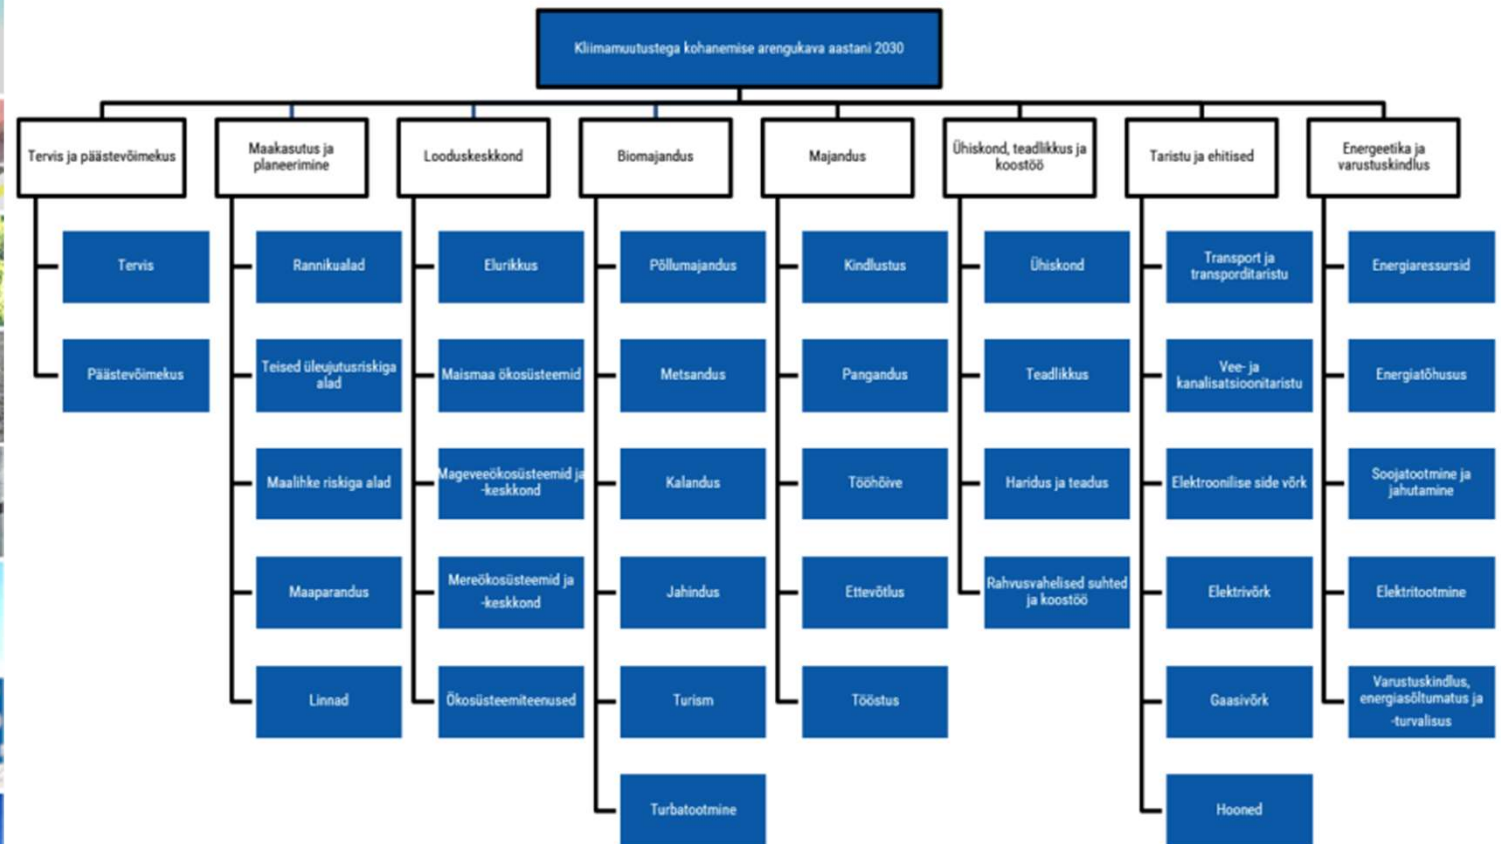 Kliimamuutustega kohanemise arengukava aastani 2030
Tervis ja päästevõimekus
Maakasutus ja
planeerimine
Looduskeskkond
Biomajandus
Majandus
Ühiskond, teadlikkus ja
koostöö
Taristu ja ehitised
Energeetika ja
varustuskindlus
Tervis
Päästevõimekus
Rannikualad
Teised üleujutusriskiga
alad
Maalihke riskiga alad
Maaparandus
Linnad
Elurikkus
Maismaa ökosüsteemid
Mageveeökosüsteemid ja
-keskkond
Mereökosüsteemid ja
-keskkond
Ökosüsteemiteenused
Põllumajandus
Metsandus
Kalandus
Jahindus
Turism
Turbatootmine
Kindlustus
Pangandus
Tööhõive
Ettevõtlus
Tööstus
Ühiskond
Teadlikkus
Haridus ja teadus
Rahvusvahelised suhted
ja koostöö
Transport ja
transporditaristu
Vee- ja
kanalisatsioonitaristu
Elektroonilise side võrk
Elektrivõrk
Gaasivõrk
Hooned
Energiaressursid
Energiatõhusus
Soojatootmine ja
jahutamine
Elektritootmine
Varustuskindlus,
energiasõltumatus ja
-turvalisus